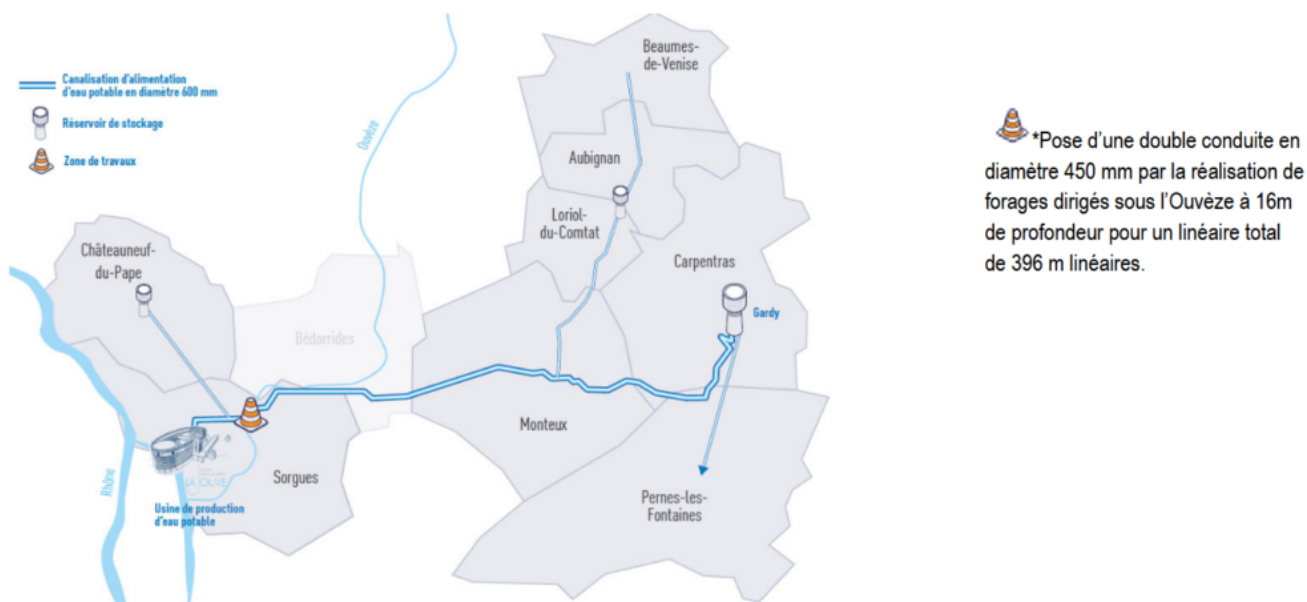 Canalisation d'alimentation
d'eau potable en diamètre 600 mm
Réservoir de stockage
Zone de travaux
Ouvèze
Beaumes-
de-Venise
Aubignan
Loriol-
du-Comtat
Carpentras
Gardy
Châteauneuf-
du-Pape
Bédarrides
Monteux
Sorgues
Rhône
LA JOUVE
Usine de production
d'eau potable
Pernes-les-
Fontaines
*Pose d'une double conduite en
diamètre 450 mm par la réalisation de
forages dirigés sous l'Ouvèze à 16m
de profondeur pour un linéaire total
de 396 m linéaires.